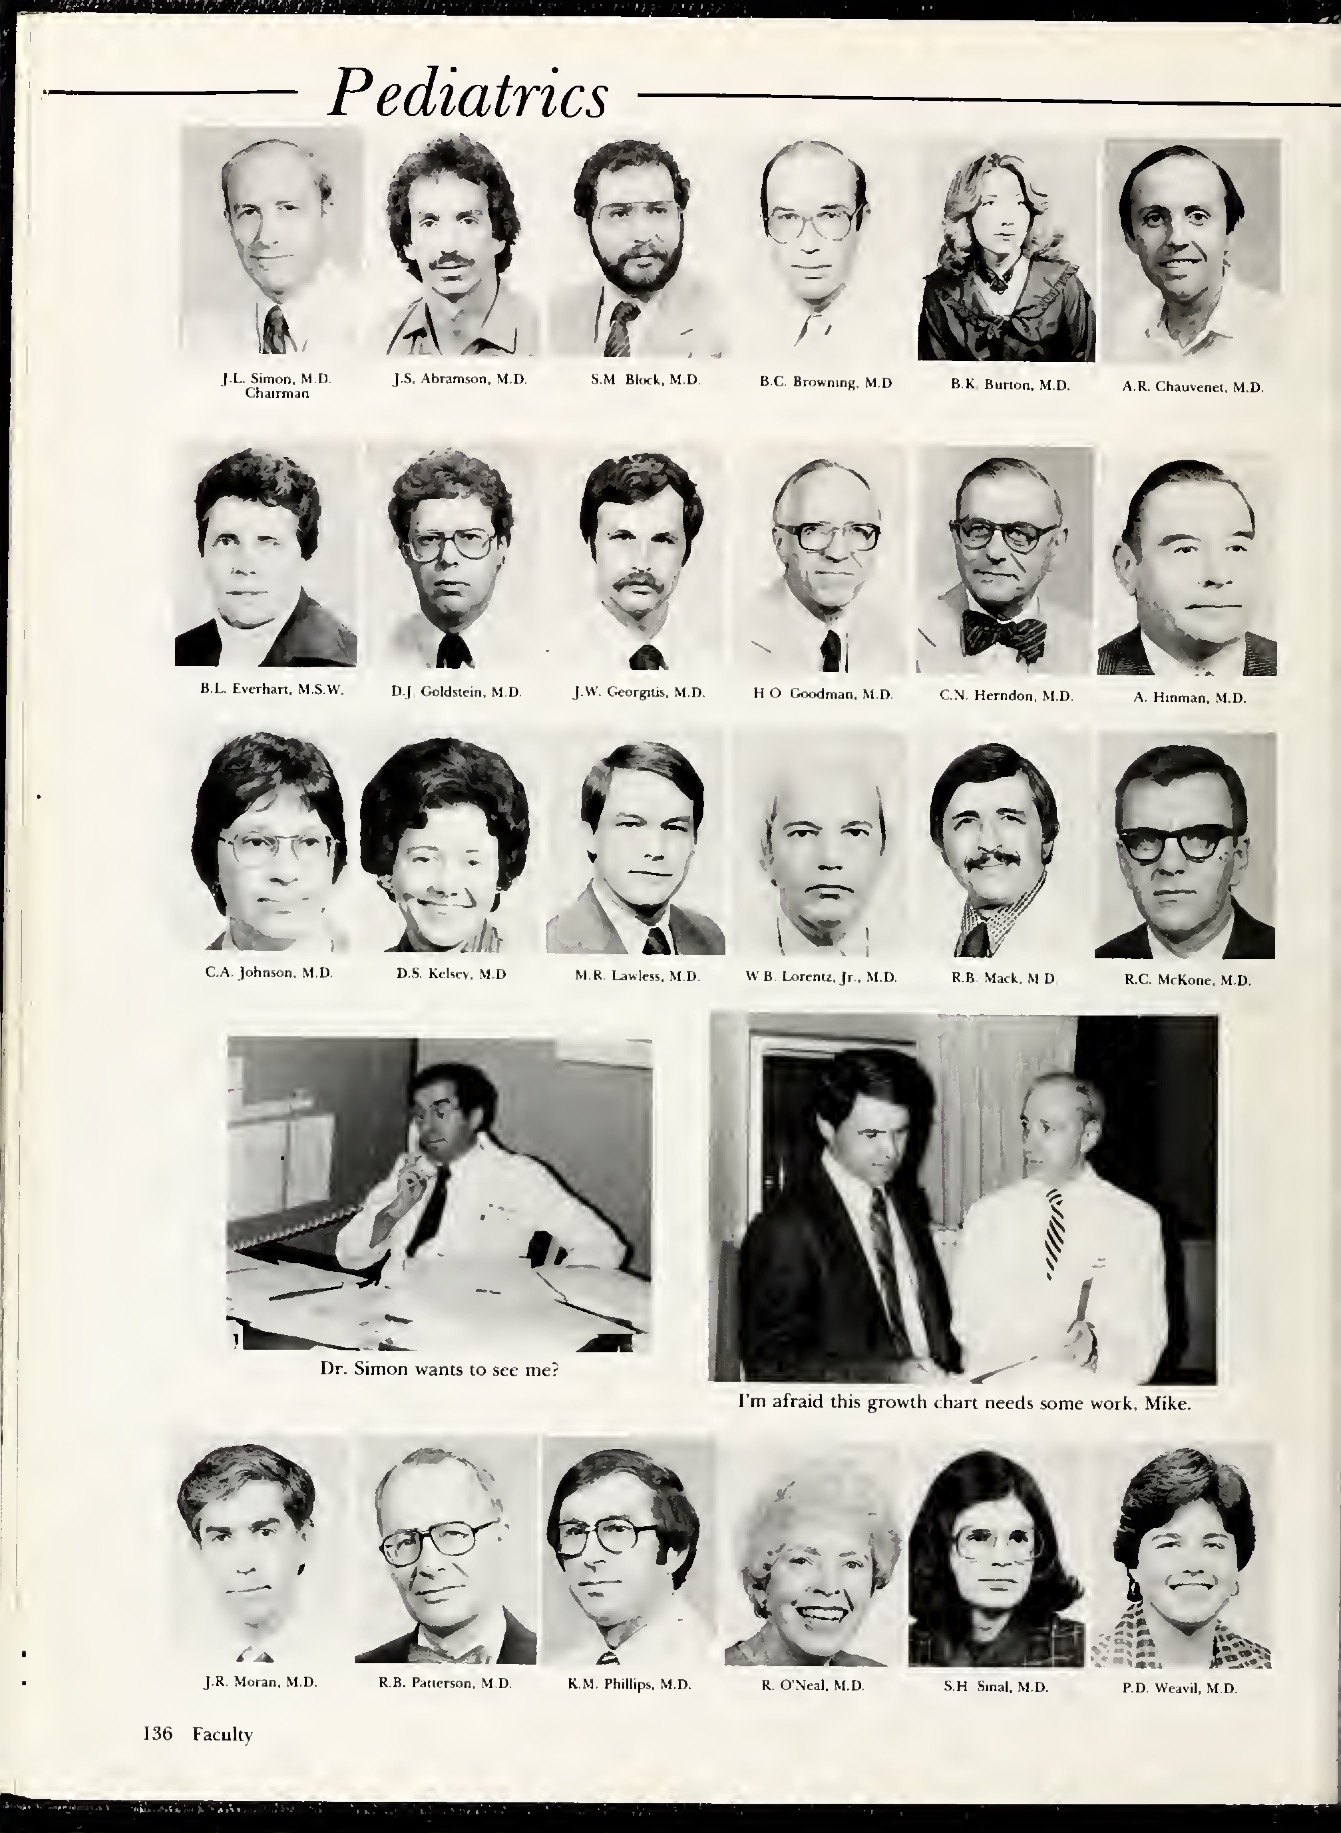 Pediatrics
J.L. Simon, M.D.
Chairman
J.S. Abramson, M.D.
S.M Block, M.D.
B.C. Browning, M.D
B.K. Burton, M.D.
A.R. Chauvenet, M.D.
B.L. Everhart, M.S.W.
D.J. Goldstein, M.D.
J.W. Georgitis, M.D.
H O Goodman, M.D.
C.N. Herndon, M.D.
A. Hinman, M.D.
C.A. Johnson, M.D.
D.S. Kelsey, M.D
M.R. Lawless, M.D.
W B. Lorentz, Jr., M.D.
R.B. Mack, M D
R.C. McKone, M.D.
Dr. Simon wants to see me?
I'm afraid this growth chart needs some work, Mike.
J.R. Moran, M.D.
R.B. Patterson, M.D.
K.M. Phillips, M.D.
R. O'Neal, M.D.
S.H Sinal, M.D.
P.D. Weavil, M.D.
136 Faculty